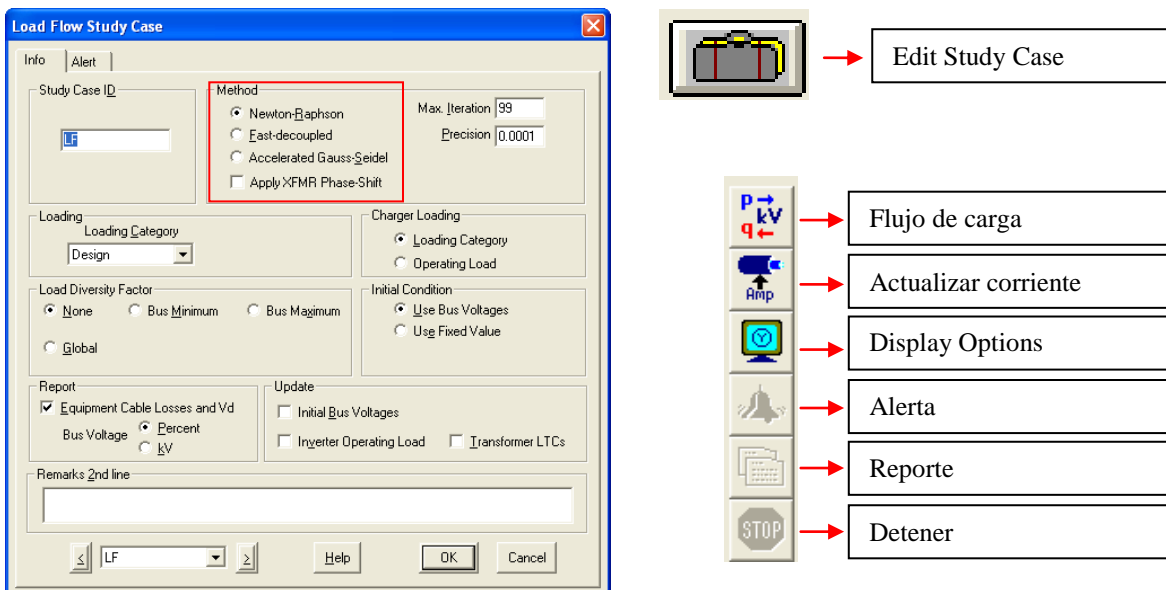 Load Flow Study Case
Info
Alert
Study Case ID
LF
Method
Newton-Raphson
Fast-decoupled
Accelerated Gauss-Seidel
Apply XFMR Phase-Shift
Max. Iteration 99
Precision 0.0001
Loading
Loading Category
Design
Charger Loading
Loading Category
Operating Load
Load Diversity Factor
None
Bus Minimum
Bus Maximum
Global
Initial Condition
Use Bus Voltages
Use Fixed Value
Report
Equipment Cable Losses and Vd
Bus Voltage
Percent
kV
Update
Initial Bus Voltages
Inverter Operating Load
Transformer LTCs
Remarks 2nd line
<
LF
>
Help
OK
Cancel
Edit Study Case
P kV
q
Flujo de carga
Amp
Actualizar corriente
Display Options
Alerta
Reporte
STOP
Detener